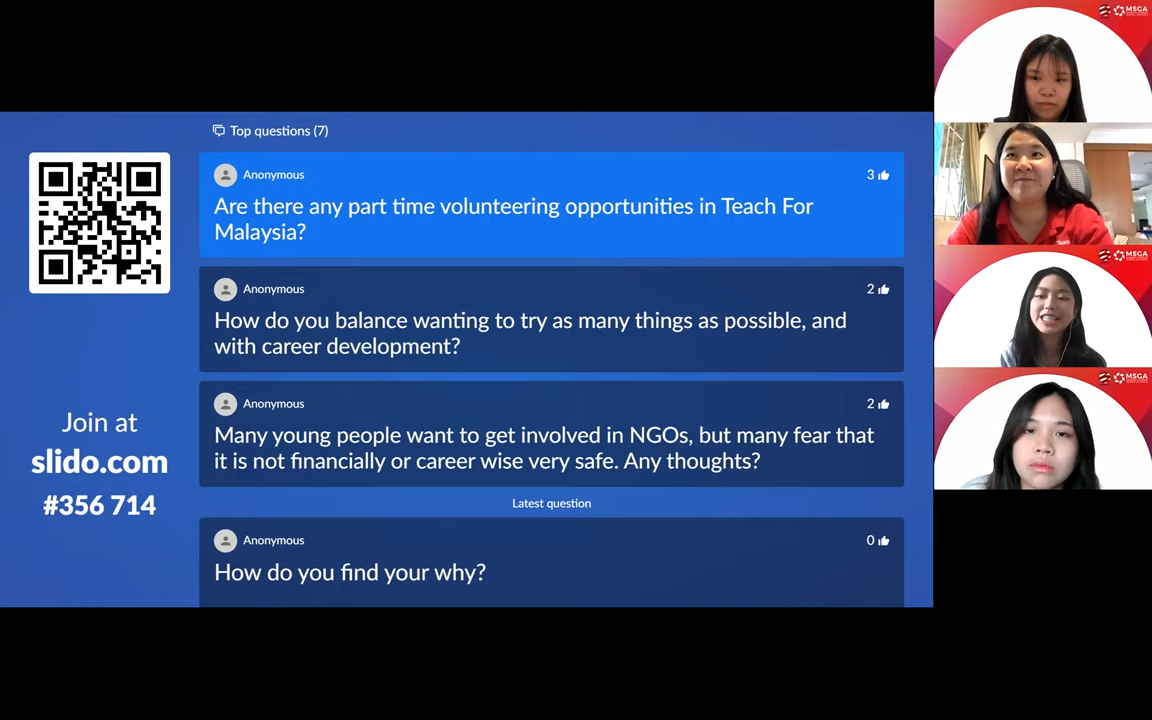 Top questions (7)
Anonymous
3
Are there any part time volunteering opportunities in Teach For
Malaysia?
Anonymous
2
How do you balance wanting to try as many things as possible, and
with career development?
Anonymous
2
Many young people want to get involved in NGOs, but many fear that
it is not financially or career wise very safe. Any thoughts?
Latest question
Anonymous
0
How do you find your why?
Join at
slido.com
#356 714
MSGA
MSGA
MSGA